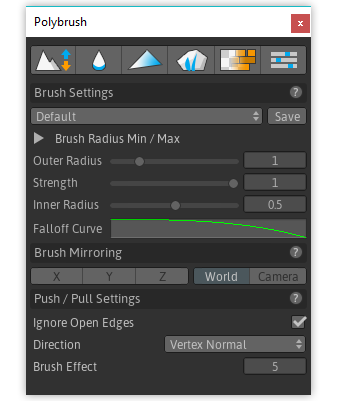 Polybrush x
Brush Settings ?
Default Save
Brush Radius Min / Max
Outer Radius 1
Strength 1
Inner Radius 0.5
Falloff Curve
Brush Mirroring ?
X Y Z World Camera
Push / Pull Settings ?
Ignore Open Edges
Direction Vertex Normal
Brush Effect 5